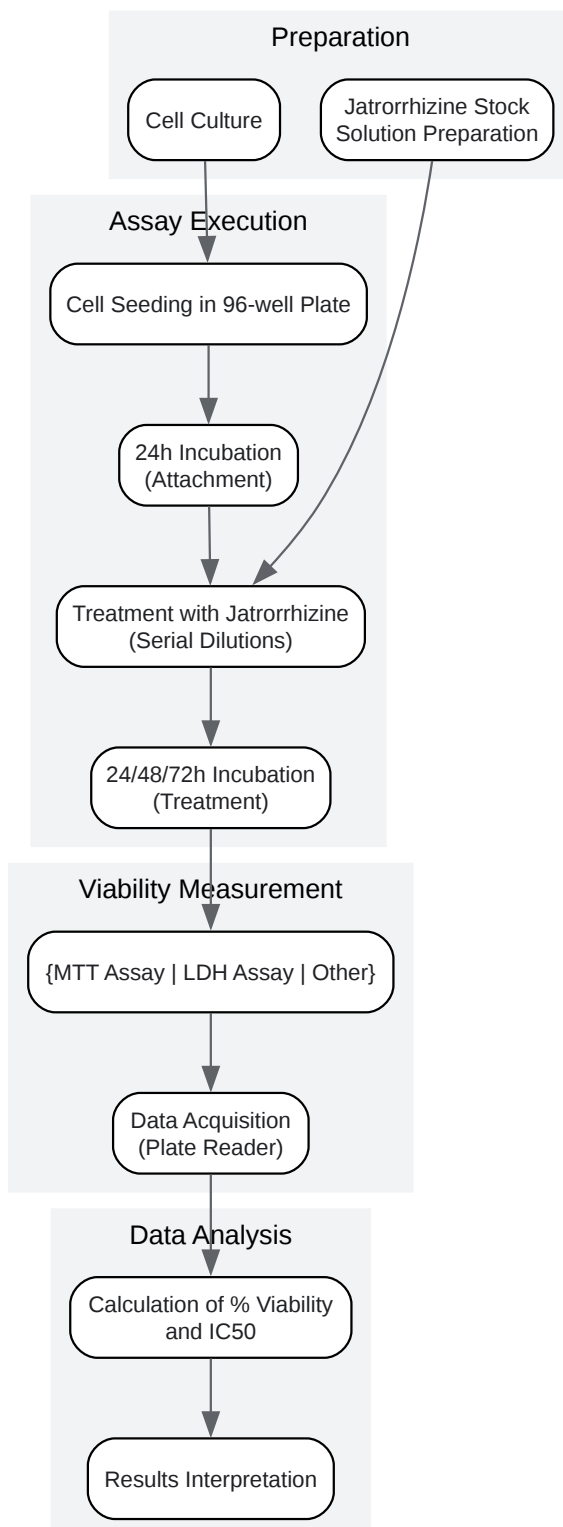 Preparation
Cell Culture
Jatrorrhizine Stock
Solution Preparation
Assay Execution
Cell Seeding in 96-well Plate
24h Incubation
(Attachment)
Treatment with Jatrorrhizine
(Serial Dilutions)
24/48/72h Incubation
(Treatment)
Viability Measurement
{MTT Assay | LDH Assay | Other}
Data Acquisition
(Plate Reader)
Data Analysis
Calculation of % Viability
and IC50
Results Interpretation